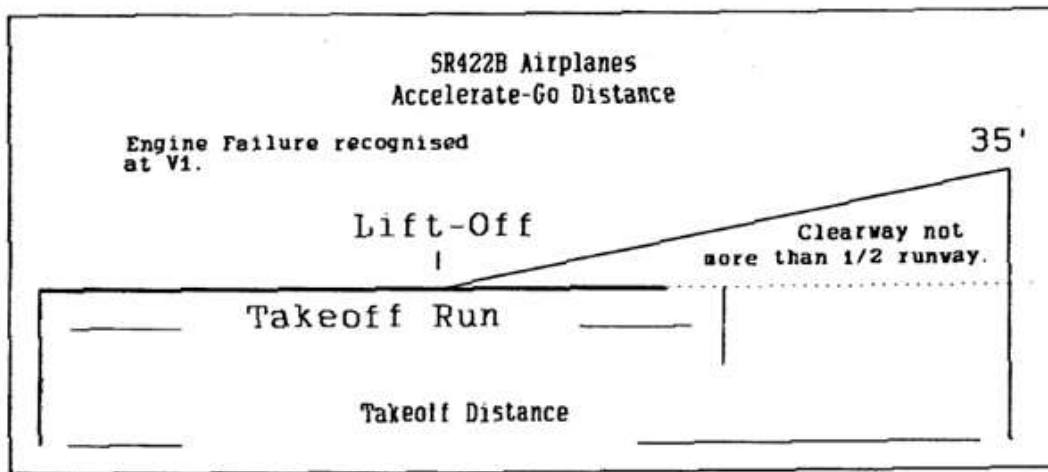 SR422B Airplanes
Accelerate-Go Distance
Engine Failure recognised
at V1.
35'
Lift-Off
Clearway not
more than 1/2 runway.
Takeoff Run
Takeoff Distance